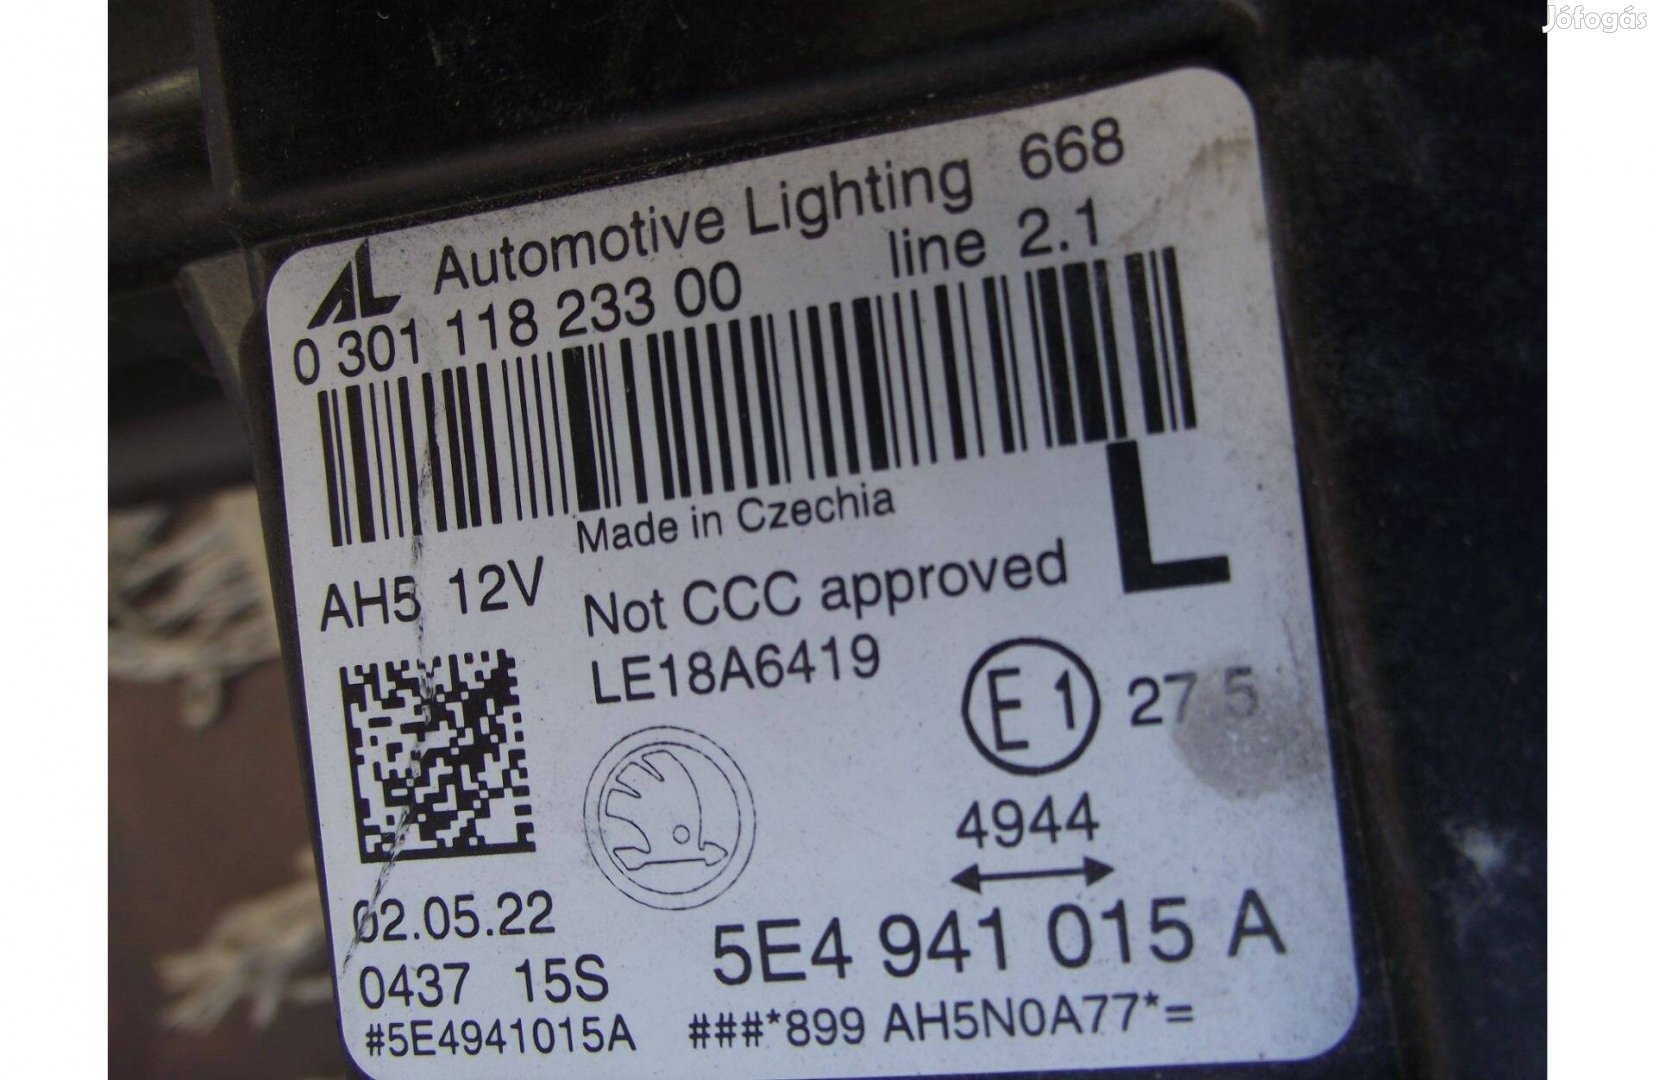 Jófogás
AL Automotive Lighting 668
0 301 118 233 00 line 2.1
Made in Czechia
L
AH5 12V Not CCC approved
LE18A6419
E1 27.5
4944
02.05.22
5E4 941 015 A
0437 15S
#5E4941015A ###*899 AH5N0A77*=